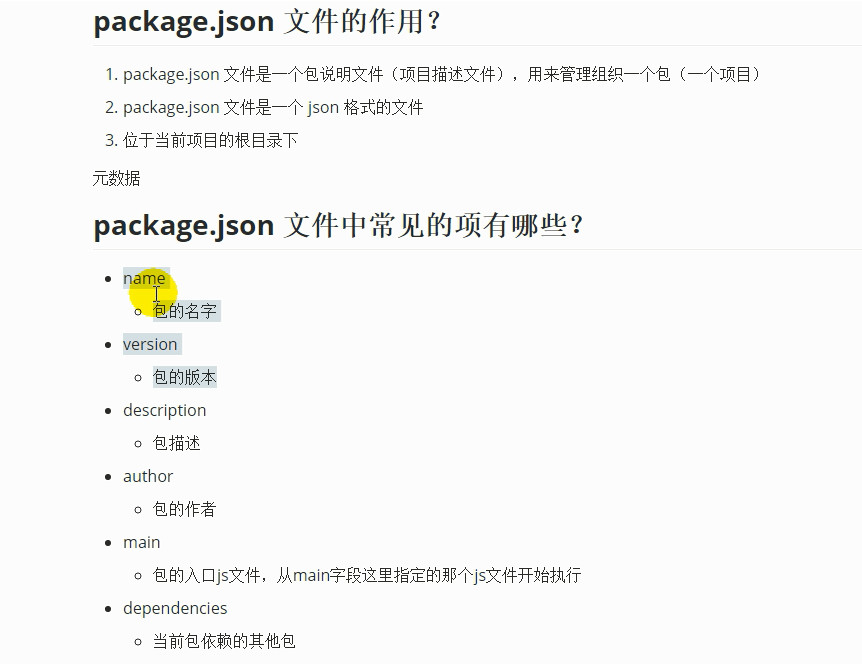 package.json 文件的作用？
1. package.json 文件是一个包说明文件（项目描述文件），用来管理组织一个包（一个项目）
2. package.json 文件是一个 json 格式的文件
3. 位于当前项目的根目录下
元数据
package.json 文件中常见的项有哪些？
name
包的名字
version
包的版本
description
包描述
author
包的作者
main
包的入口js文件，从main字段这里指定的那个js文件开始执行
dependencies
当前包依赖的其他包